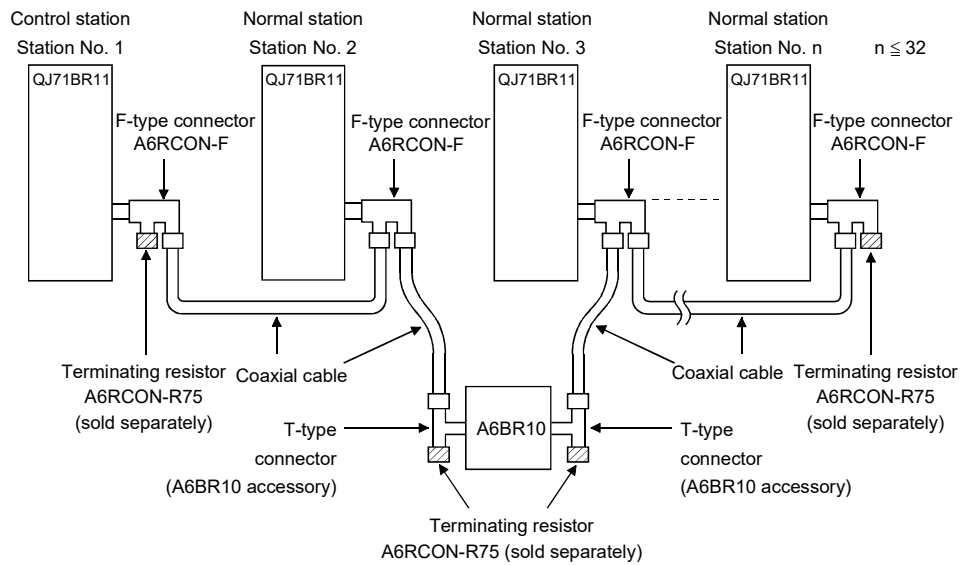 Control station
Station No. 1
Normal station
Station No. 2
Normal station
Station No. 3
Normal station
Station No. n
n ≦ 32
QJ71BR11
QJ71BR11
QJ71BR11
QJ71BR11
F-type connector
A6RCON-F
F-type connector
A6RCON-F
F-type connector
A6RCON-F
F-type connector
A6RCON-F
Terminating resistor
A6RCON-R75
(sold separately)
Coaxial cable
Coaxial cable
Terminating resistor
A6RCON-R75
(sold separately)
T-type
connector
(A6BR10 accessory)
A6BR10
T-type
connector
(A6BR10 accessory)
Terminating resistor
A6RCON-R75 (sold separately)